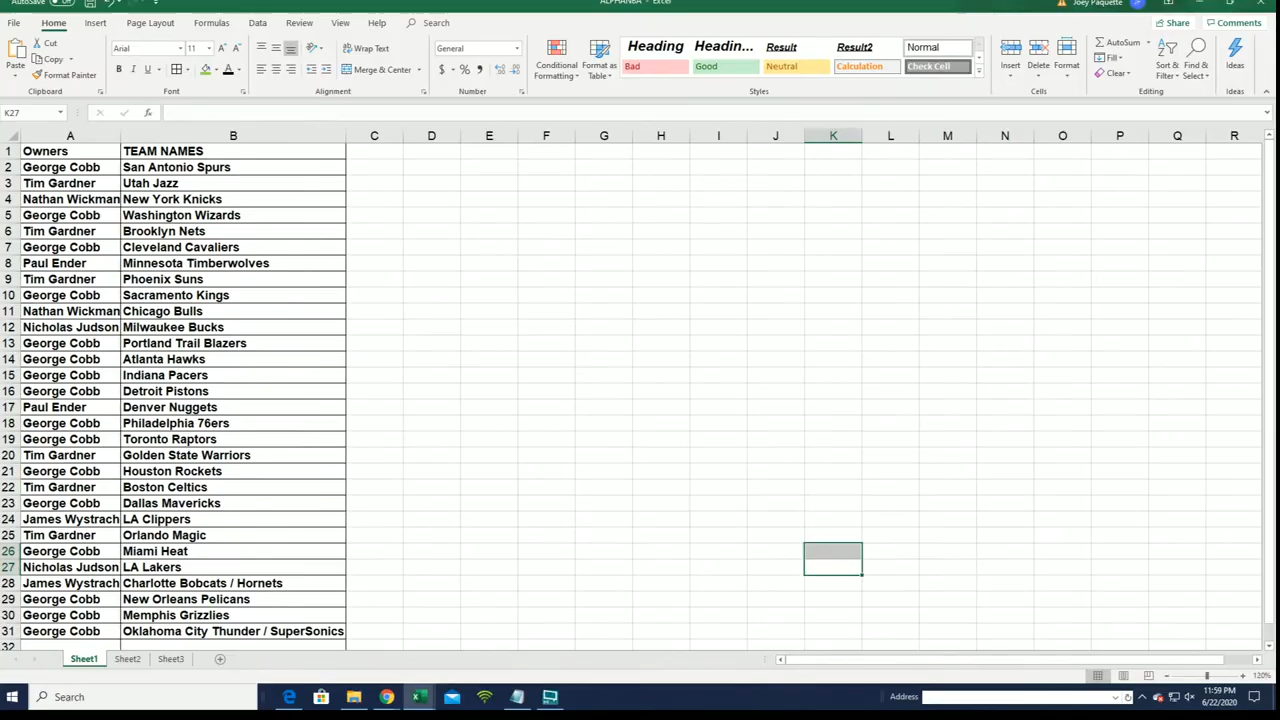 AutoSave Off ALPHANBA - Excel Joey Paquette
File Home Insert Page Layout Formulas Data Review View Help Search Share Comments
Cut Arial 11 Wrap Text General Heading Headin... Result Result2 Normal AutoSum
Copy
Paste Format Painter B I U Merge & Center $ % Conditional Formatting Format as Table Bad Good Neutral Calculation Check Cell Insert Delete Format Fill Clear Sort & Filter Find & Select Ideas
Clipboard Font Alignment Number Styles Cells Editing Ideas
K27 fx
A B C D E F G H I J K L M N O P Q R
1 Owners TEAM NAMES
2 George Cobb San Antonio Spurs
3 Tim Gardner Utah Jazz
4 Nathan Wickman New York Knicks
5 George Cobb Washington Wizards
6 Tim Gardner Brooklyn Nets
7 George Cobb Cleveland Cavaliers
8 Paul Ender Minnesota Timberwolves
9 Tim Gardner Phoenix Suns
10 George Cobb Sacramento Kings
11 Nathan Wickman Chicago Bulls
12 Nicholas Judson Milwaukee Bucks
13 George Cobb Portland Trail Blazers
14 George Cobb Atlanta Hawks
15 George Cobb Indiana Pacers
16 George Cobb Detroit Pistons
17 Paul Ender Denver Nuggets
18 George Cobb Philadelphia 76ers
19 George Cobb Toronto Raptors
20 Tim Gardner Golden State Warriors
21 George Cobb Houston Rockets
22 Tim Gardner Boston Celtics
23 George Cobb Dallas Mavericks
24 James Wystrach LA Clippers
25 Tim Gardner Orlando Magic
26 George Cobb Miami Heat
27 Nicholas Judson LA Lakers
28 James Wystrach Charlotte Bobcats / Hornets
29 George Cobb New Orleans Pelicans
30 George Cobb Memphis Grizzlies
31 George Cobb Oklahoma City Thunder / SuperSonics
32
Sheet1 Sheet2 Sheet3
120%
Search Address 11:59 PM
6/22/2020